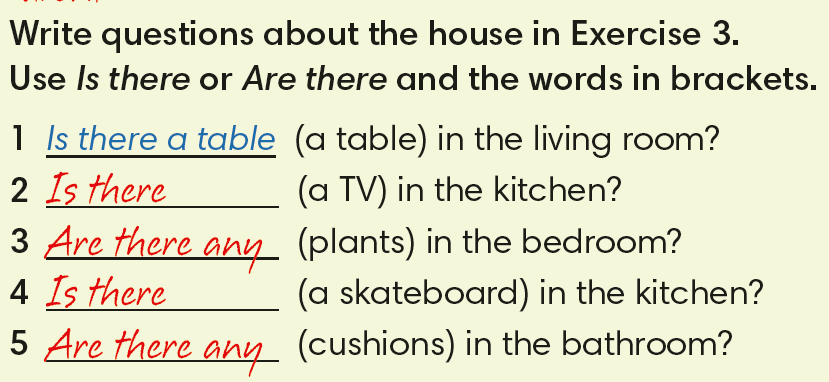 Write questions about the house in Exercise 3.
Use Is there or Are there and the words in brackets.
1 Is there a table (a table) in the living room?
2 Is there (a TV) in the kitchen?
3 Are there any (plants) in the bedroom?
4 Is there (a skateboard) in the kitchen?
5 Are there any (cushions) in the bathroom?